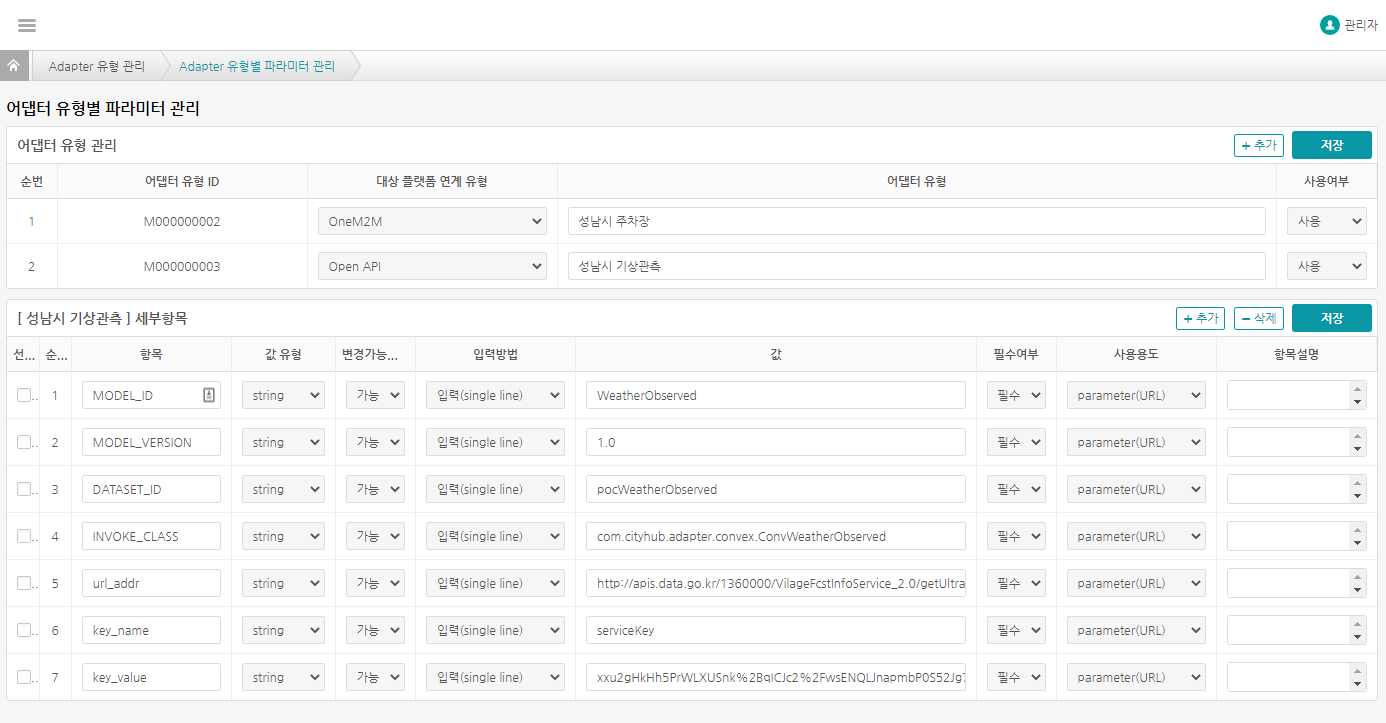 관리자
Adapter 유형 관리 Adapter 유형별 파라미터 관리
어댑터 유형별 파라미터 관리
어댑터 유형 관리 + 추가 저장
순번 어댑터 유형 ID 대상 플랫폼 연계 유형 어댑터 유형 사용여부
1 M000000002 OneM2M 성남시 주차장 사용
2 M000000003 Open API 성남시 기상관측 사용
[ 성남시 기상관측 ] 세부항목 + 추가 − 삭제 저장
선... 순... 항목 값 유형 변경가능... 입력방법 값 필수여부 사용용도 항목설명
1 MODEL_ID string 가능 입력(single line) WeatherObserved 필수 parameter(URL)
2 MODEL_VERSION string 가능 입력(single line) 1.0 필수 parameter(URL)
3 DATASET_ID string 가능 입력(single line) pocWeatherObserved 필수 parameter(URL)
4 INVOKE_CLASS string 가능 입력(single line) com.cityhub.adapter.convex.ConvWeatherObserved 필수 parameter(URL)
5 url_addr string 가능 입력(single line) http://apis.data.go.kr/1360000/VilageFcstInfoService_2.0/getUltra 필수 parameter(URL)
6 key_name string 가능 입력(single line) serviceKey 필수 parameter(URL)
7 key_value string 가능 입력(single line) 필수 parameter(URL)